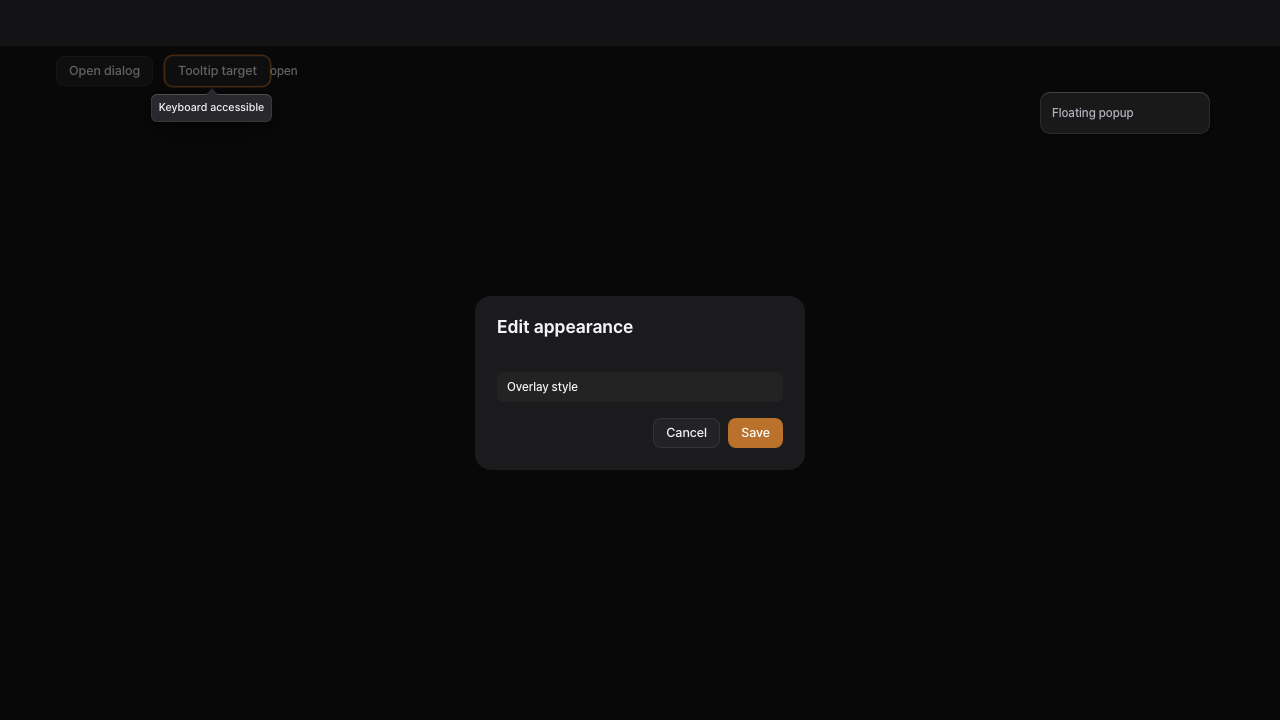 Open dialog
Tooltip target
open
Keyboard accessible
Floating popup
Edit appearance
Overlay style
Cancel
Save